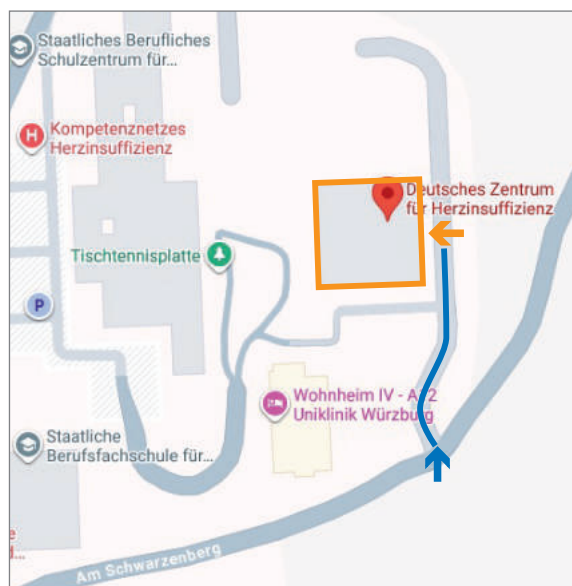 Staatliches Berufliches
Schulzentrum für...
H
Kompetenznetzes
Herzinsuffizienz
Deutsches Zentrum
für Herzinsuffizienz
Tischtennisplatte
P
Wohnheim IV - A
2
Uniklinik Würzburg
Staatliche
Berufsfachschule für...
e
d...
Am Schwarzenberg